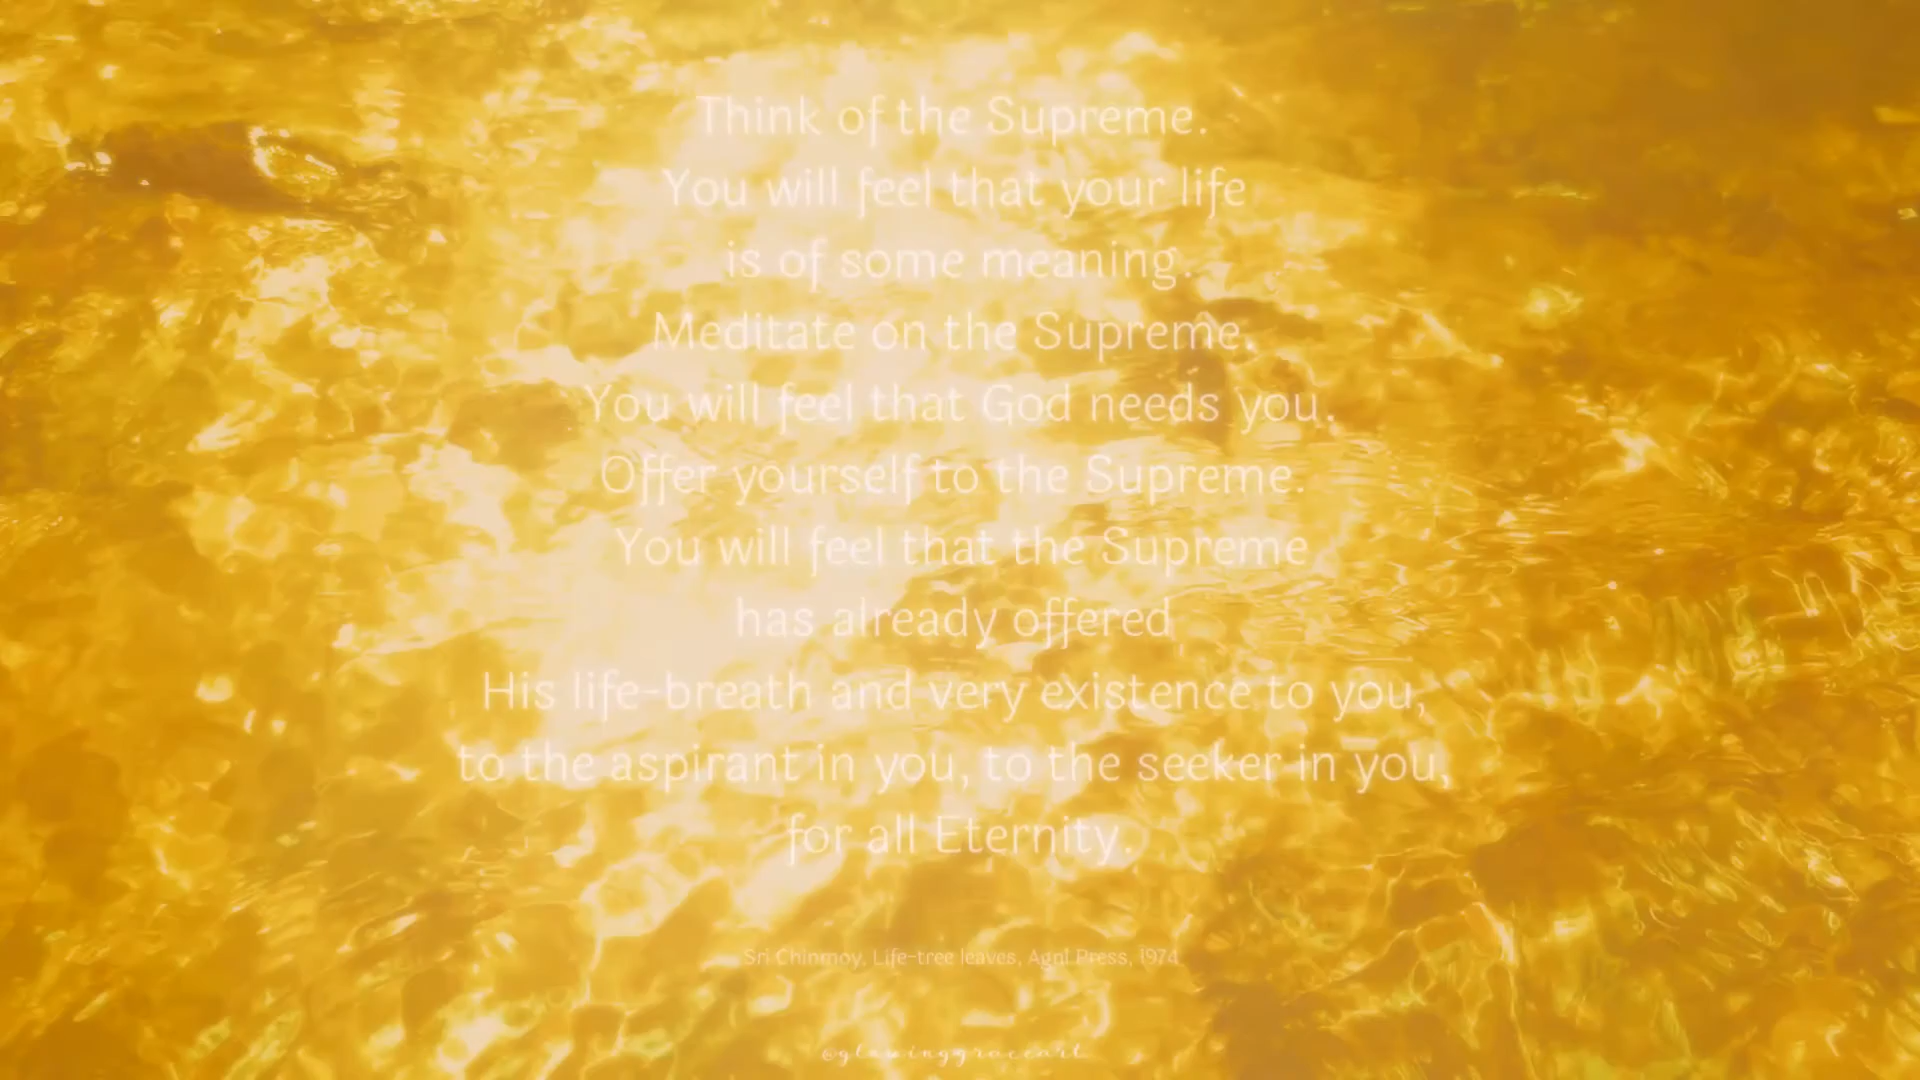 Think of the Supreme.
You will feel that your life
is of some meaning.
Meditate on the Supreme.
You will feel that God needs you.
Offer yourself to the Supreme.
You will feel that the Supreme
has already offered
His life-breath and very existence to you,
to the aspirant in you, to the seeker in you,
for all Eternity.
Sri Chinmoy, Life-tree leaves, Agni Press, 1974
@glowinggraceart